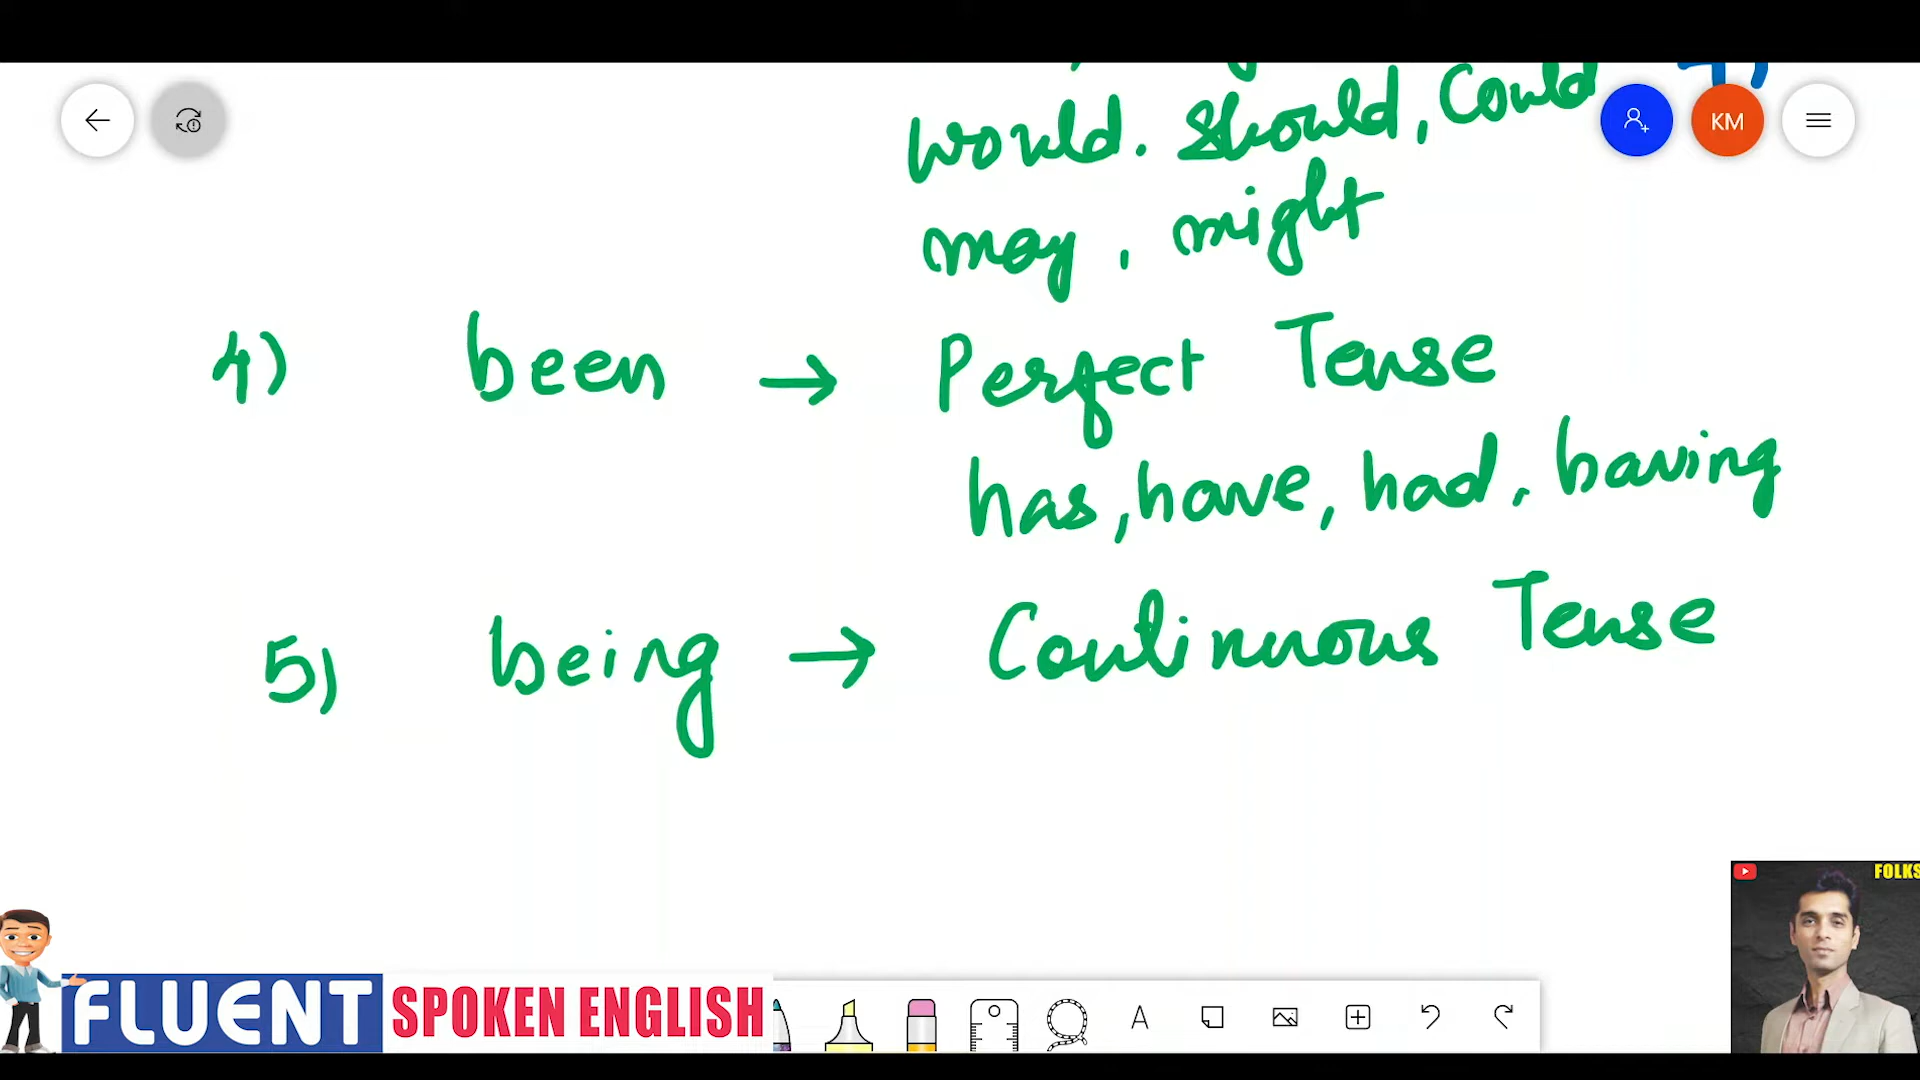 would. should, could
may, might
KM
4) been → Perfect Tense
has, have, had, having
5) being → Continuous Tense
FOLKS
FLUENT SPOKEN ENGLISH
A